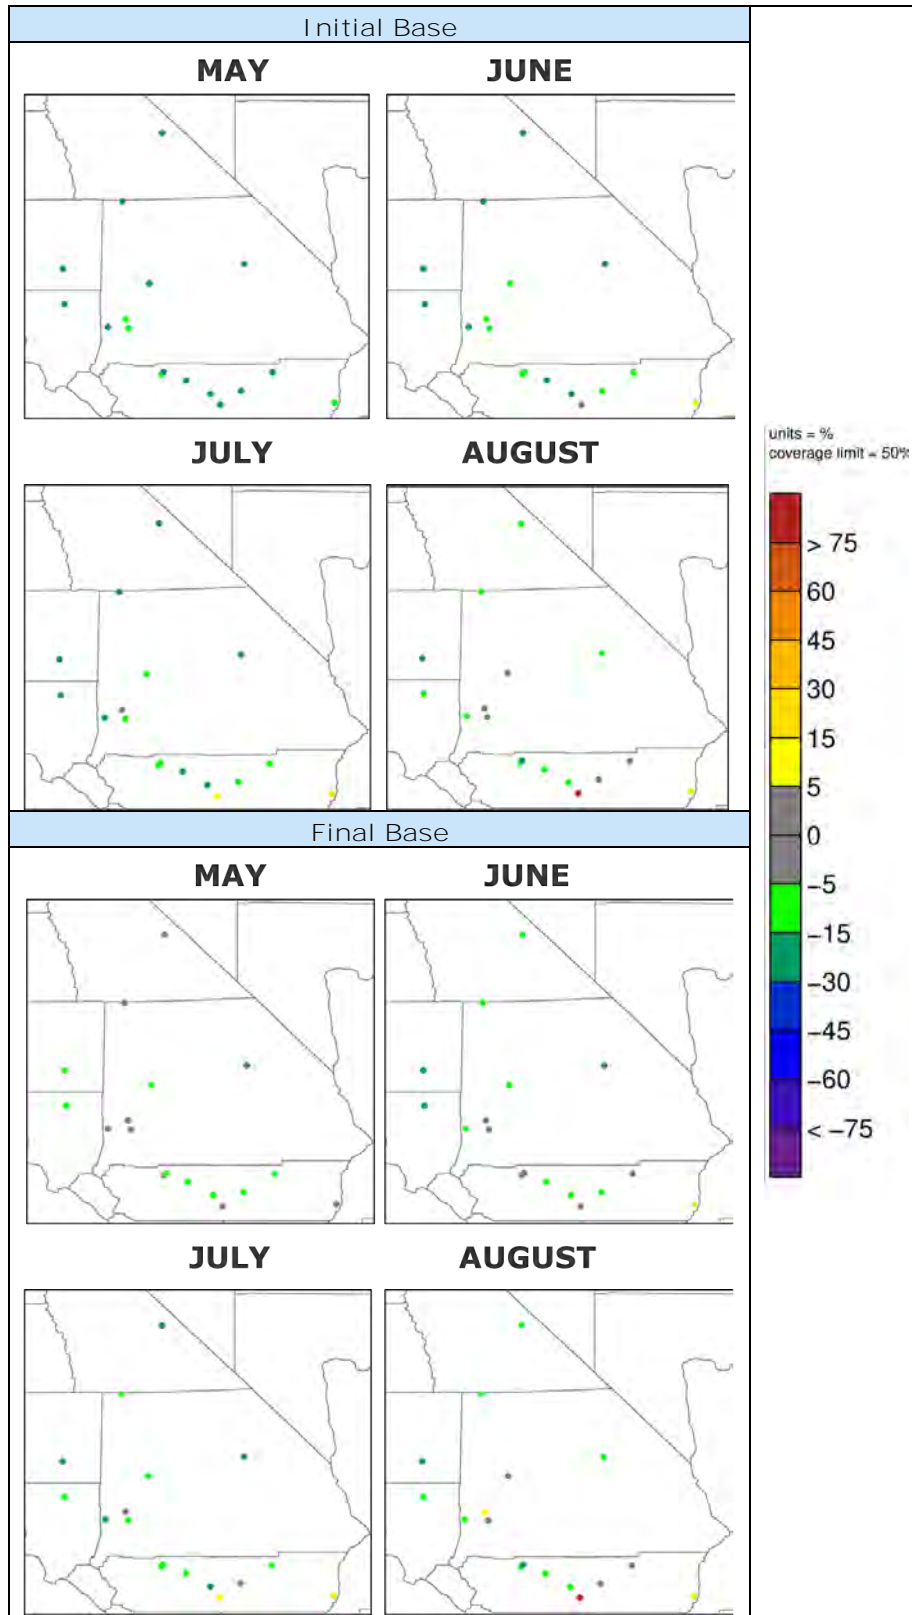 Initial Base
MAY
JUNE
JULY
AUGUST
units = %
coverage limit = 50%
> 75
60
45
30
15
5
0
−5
−15
−30
−45
−60
< −75
Final Base
MAY
JUNE
JULY
AUGUST